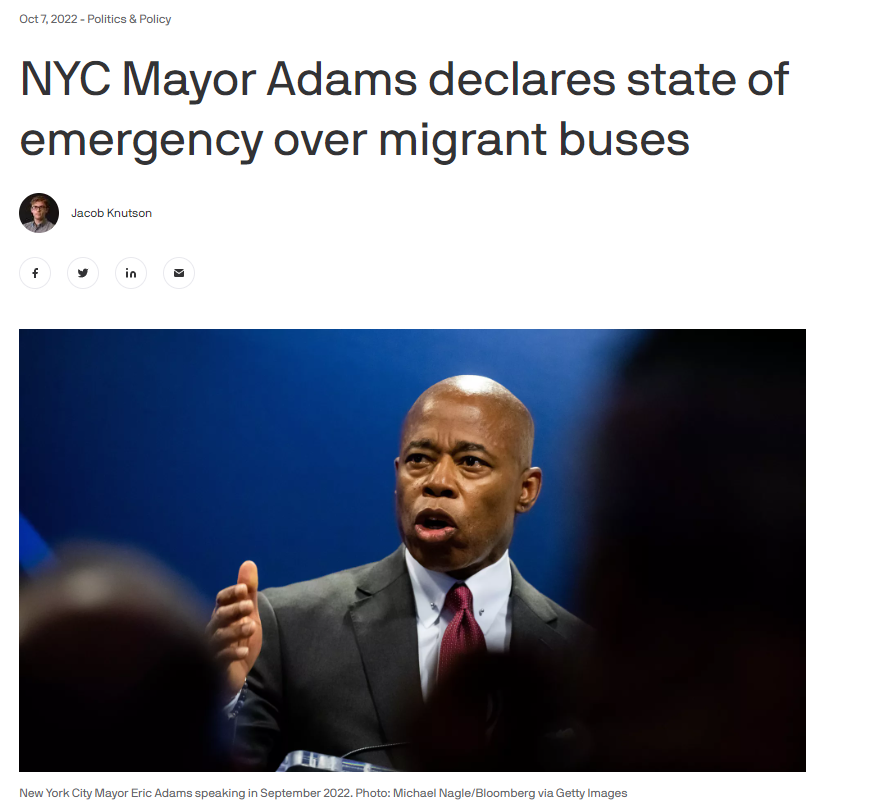 Oct 7, 2022 - Politics & Policy
NYC Mayor Adams declares state of
emergency over migrant buses
Jacob Knutson
New York City Mayor Eric Adams speaking in September 2022. Photo: Michael Nagle/Bloomberg via Getty Images